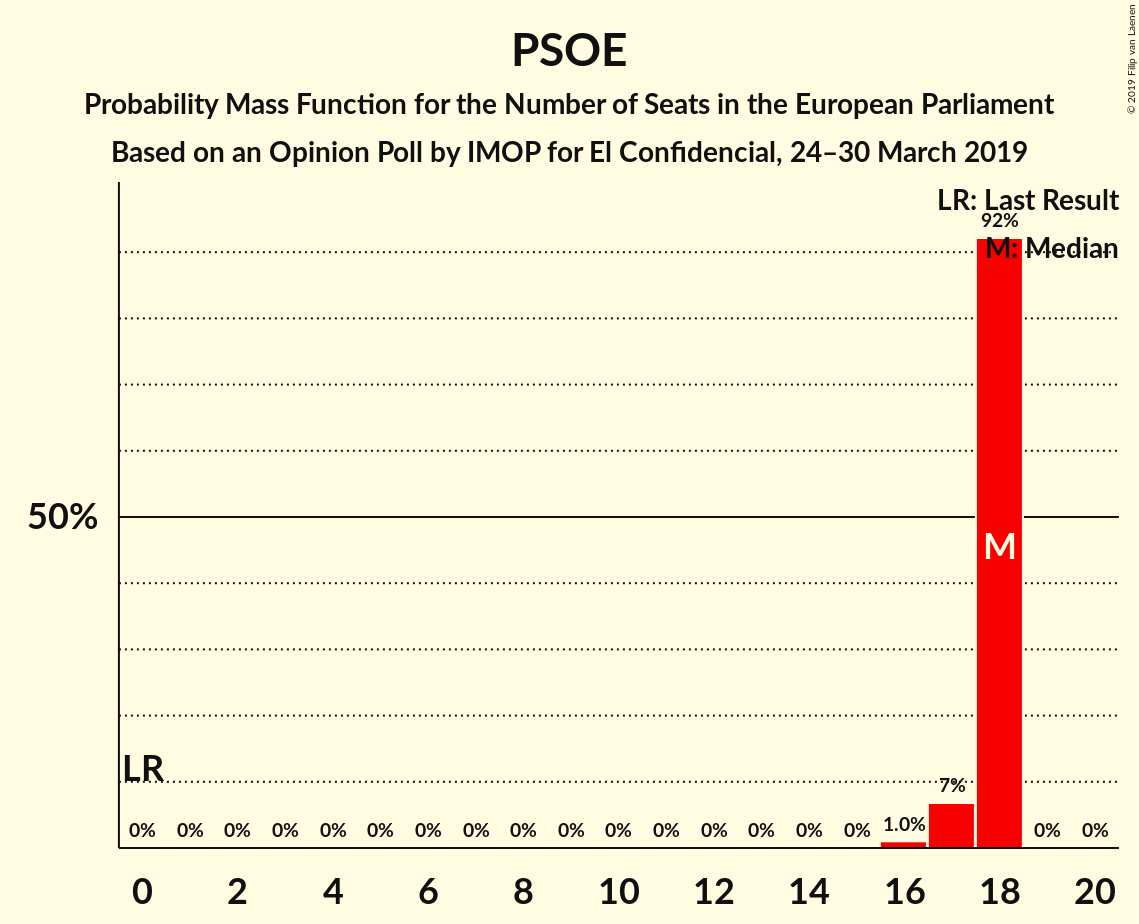 PSOE
Probability Mass Function for the Number of Seats in the European Parliament
Based on an Opinion Poll by IMOP for El Confidencial, 24–30 March 2019
© 2019 Filip van Laenen
LR: Last Result
92%
M: Median
50%
M
LR
7%
0% 0% 0% 0% 0% 0% 0% 0% 0% 0% 0% 0% 0% 0% 0% 0% 1.0% 0% 0%
0 2 4 6 8 10 12 14 16 18 20